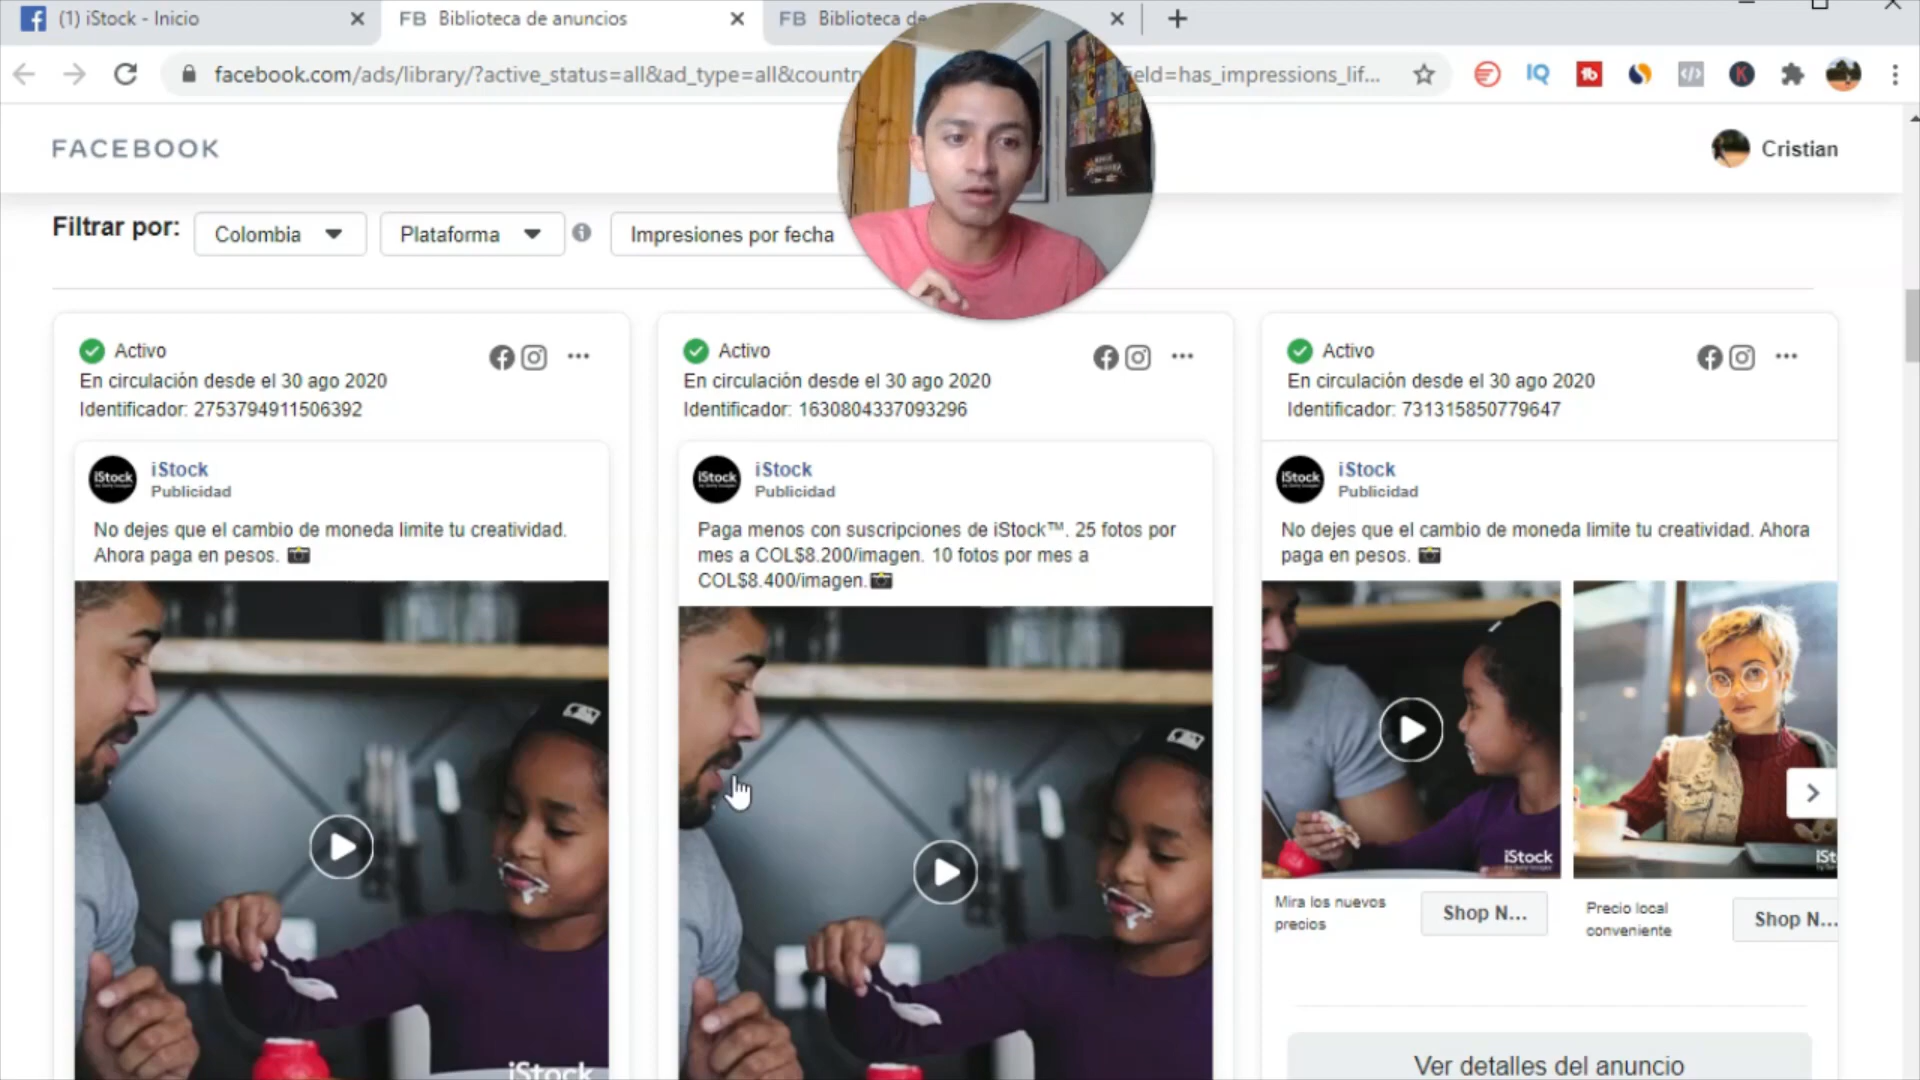 (1) iStock - Inicio
FB Biblioteca de anuncios
FB Biblioteca de
facebook.com/ads/library/?active_status=all&ad_type=all&countr
ield=has_impressions_lif...
FACEBOOK
Cristian
Filtrar por:
Colombia
Plataforma
Impresiones por fecha
Activo
En circulación desde el 30 ago 2020
Identificador: 2753794911506392
iStock
iStock
Publicidad
No dejes que el cambio de moneda limite tu creatividad.
Ahora paga en pesos. 📷
iStock
Activo
En circulación desde el 30 ago 2020
Identificador: 1630804337093296
iStock
iStock
Publicidad
Paga menos con suscripciones de iStock™. 25 fotos por
mes a COL$8.200/imagen. 10 fotos por mes a
COL$8.400/imagen.📷
Activo
En circulación desde el 30 ago 2020
Identificador: 731315850779647
iStock
iStock
Publicidad
No dejes que el cambio de moneda limite tu creatividad. Ahora
paga en pesos. 📷
iStock
iSt
Mira los nuevos
precios
Shop N...
Precio local
conveniente
Shop N...
Ver detalles del anuncio